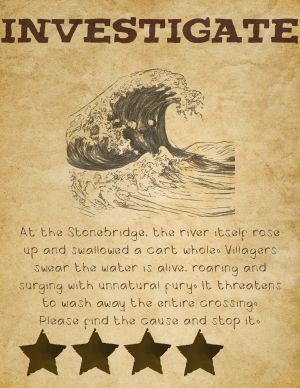 INVESTIGATE
At the Stonebridge, the river itself rose
up and swallowed a cart whole. Villagers
swear the water is alive, roaring and
surging with unnatural fury. It threatens
to wash away the entire crossing.
Please find the cause and stop it.